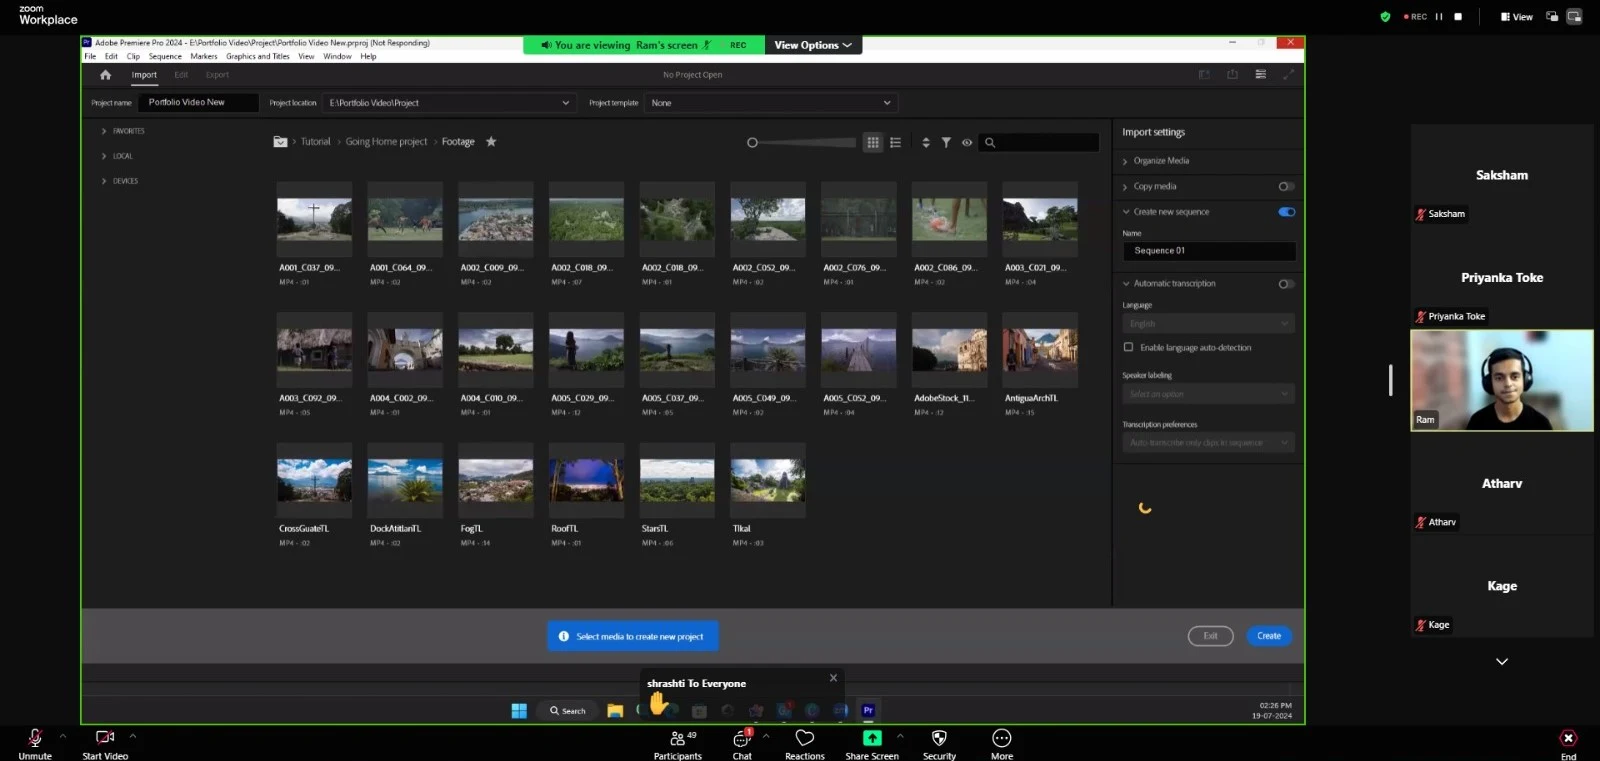 zoom
Workplace
REC
View
Adobe Premiere Pro 2024 - E:\Portfolio Video\Project\Portfolio Video New.prproj (Not Responding)
You are viewing Ram's screen
REC
View Options
File Edit Clip Sequence Markers Graphics and Titles View Window Help
Import Edit Export
No Project Open
Project name Portfolio Video New Project location E:\Portfolio Video\Project Project template None
FAVORITES
LOCAL
DEVICES
Tutorial > Going Home project > Footage
A001_C037_09... A001_C064_09... A002_C009_09... A002_C018_09... A002_C018_09... A002_C052_09... A002_C076_09... A002_C086_09... A003_C021_09...
MP4 - :01 MP4 - :02 MP4 - :02 MP4 - :07 MP4 - :01 MP4 - :02 MP4 - :01 MP4 - :02 MP4 - :04
A003_C092_09... A004_C002_09... A004_C010_09... A005_C029_09... A005_C037_09... A005_C049_09... A005_C052_09... AdobeStock_11... AntiguaArchTL
MP4 - :05 MP4 - :01 MP4 - :01 MP4 - :12 MP4 - :05 MP4 - :02 MP4 - :04 MP4 - :12 MP4 - :15
CrossGuateTL DockAtitlanTL FogTL RoofTL StarsTL Tikal
MP4 - :02 MP4 - :02 MP4 - :14 MP4 - :01 MP4 - :06 MP4 - :03
Import settings
Organize Media
Copy media
Create new sequence
Name
Sequence 01
Automatic transcription
Language
English
Enable language auto-detection
Speaker labeling
Select an option
Transcription preferences
Auto-transcribe only clips in sequence
Select media to create new project
Exit
Create
shrashti To Everyone
Search
Pr
02:26 PM
19-07-2024
Saksham
Saksham
Priyanka Toke
Priyanka Toke
Ram
Atharv
Atharv
Kage
Kage
49
1
Unmute Start Video Participants Chat Reactions Share Screen Security More End